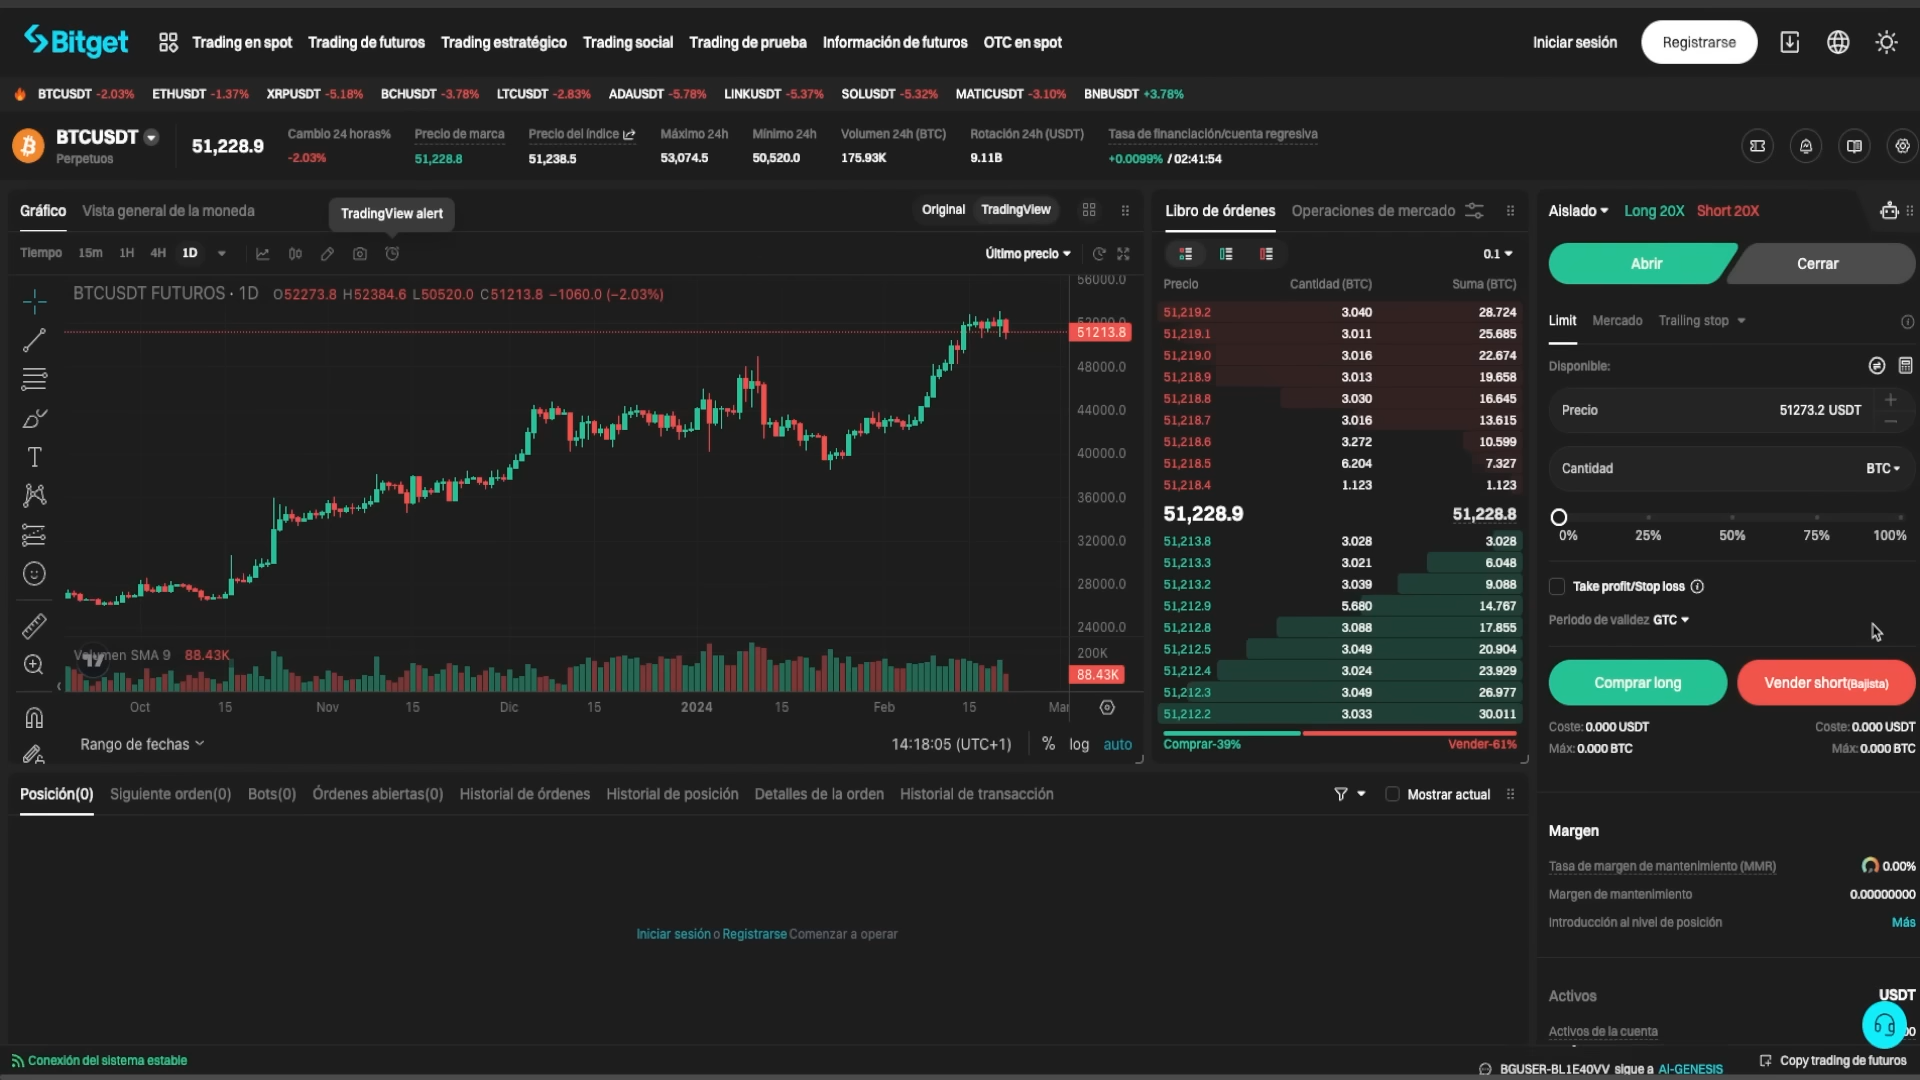 Bitget Trading en spot Trading de futuros Trading estratégico Trading social Trading de prueba Información de futuros OTC en spot Iniciar sesión Registrarse
BTCUSDT -2.03% ETHUSDT -1.37% XRPUSDT -5.18% BCHUSDT -3.78% LTCUSDT -2.83% ADAUSDT -5.78% LINKUSDT -5.37% SOLUSDT -5.32% MATICUSDT -3.10% BNBUSDT +3.78%
BTCUSDT
Perpetuos
51,228.9
Cambio 24 horas% Precio de marca Precio del índice Máximo 24h Mínimo 24h Volumen 24h (BTC) Rotación 24h (USDT) Tasa de financiación/cuenta regresiva
-2.03% 51,228.8 51,238.5 53,074.5 50,520.0 175.93K 9.11B +0.0099% / 02:41:54
Gráfico Vista general de la moneda
TradingView alert
Original TradingView
Tiempo 15m 1H 4H 1D
Último precio
BTCUSDT FUTUROS · 1D O52273.8 H52384.6 L50520.0 C51213.8 −1060.0 (−2.03%)
56000.0
51213.8
48000.0
44000.0
40000.0
36000.0
32000.0
28000.0
24000.0
Volumen SMA 9 88.43K
200K
88.43K
Oct 15 Nov 15 Dic 15 2024 15 Feb 15 Mar
Rango de fechas 14:18:05 (UTC+1) % log auto
Libro de órdenes Operaciones de mercado
0.1
Precio Cantidad (BTC) Suma (BTC)
51,219.2 3.040 28.724
51,219.1 3.011 25.685
51,219.0 3.016 22.674
51,218.9 3.013 19.658
51,218.8 3.030 16.645
51,218.7 3.016 13.615
51,218.6 3.272 10.599
51,218.5 6.204 7.327
51,218.4 1.123 1.123
51,228.9 51,228.8
51,213.8 3.028 3.028
51,213.3 3.021 6.048
51,213.2 3.039 9.088
51,212.9 5.680 14.767
51,212.8 3.088 17.855
51,212.5 3.049 20.904
51,212.4 3.024 23.929
51,212.3 3.049 26.977
51,212.2 3.033 30.011
Comprar-39% Vender-61%
Aislado Long 20X Short 20X
Abrir Cerrar
Limit Mercado Trailing stop
Disponible:
Precio 51273.2 USDT
Cantidad BTC
0% 25% 50% 75% 100%
Take profit/Stop loss
Periodo de validez GTC
Comprar long Vender short(Bajista)
Coste: 0.000 USDT Coste: 0.000 USDT
Máx: 0.000 BTC Máx: 0.000 BTC
Margen
Tasa de margen de mantenimiento (MMR) 0.00%
Margen de mantenimiento 0.00000000
Introducción al nivel de posición Más
Activos USDT
Activos de la cuenta
Posición(0) Siguiente orden(0) Bots(0) Órdenes abiertas(0) Historial de órdenes Historial de posición Detalles de la orden Historial de transacción
Mostrar actual
Iniciar sesión o Registrarse Comenzar a operar
Conexión del sistema estable
BGUSER-BL1E40VV sigue a AI-GENESIS
Copy trading de futuros